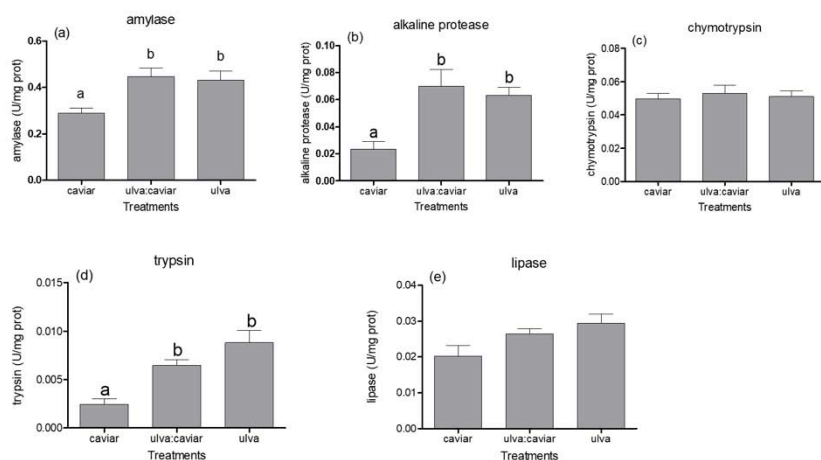 amylase
(a)
amylase (U/mg prot)
0.6
0.4
0.2
0.0
a
b
b
caviar ulva:caviar ulva
Treatments
alkaline protease
(b)
alkaline protease (U/mg prot)
0.10
0.08
0.06
0.04
0.02
0.00
a
b
b
caviar ulva:caviar ulva
Treatments
chymotrypsin
(c)
chymotrypsin (U/mg prot)
0.08
0.06
0.04
0.02
0.00
caviar ulva:caviar ulva
Treatments
trypsin
(d)
trypsin (U/mg prot)
0.015
0.010
0.005
0.000
a
b
b
caviar ulva:caviar ulva
Treatments
lipase
(e)
lipase (U/mg prot)
0.04
0.03
0.02
0.01
0.00
caviar ulva:caviar ulva
Treatments